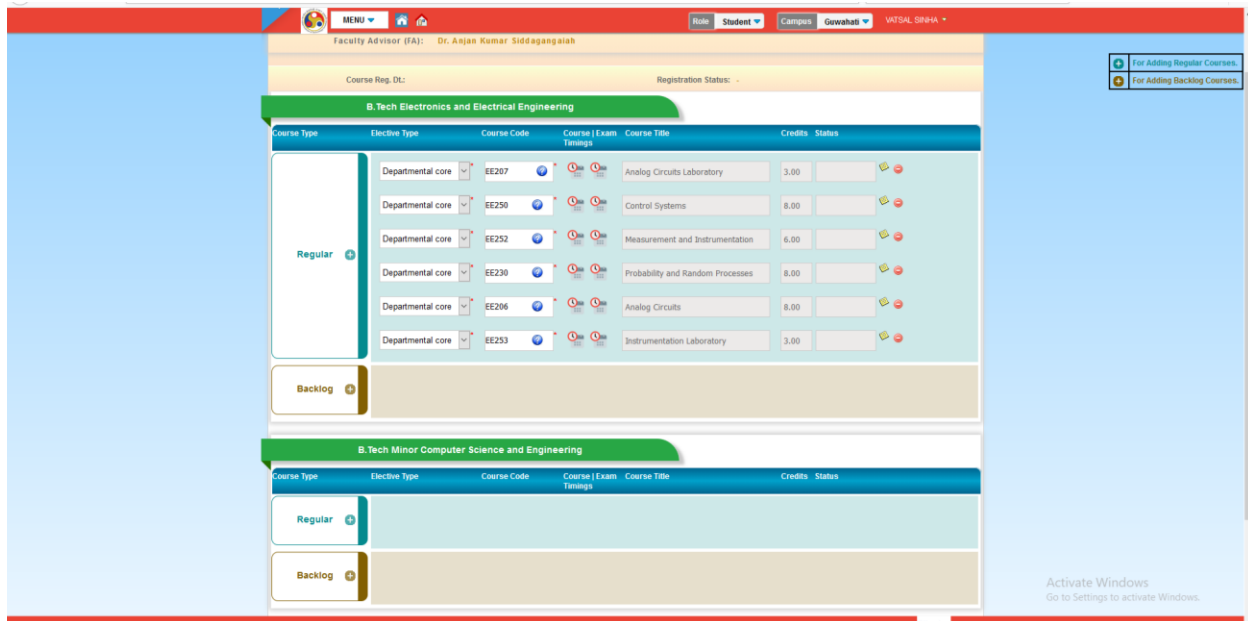 MENU Role Student Campus Guwahati VATSAL SINHA
Faculty Advisor (FA): Dr. Anjan Kumar Siddagangaiah
For Adding Regular Courses.
For Adding Backlog Courses.
Course Reg. Dt.: Registration Status: -
B.Tech Electronics and Electrical Engineering
Course Type Elective Type Course Code Course | Exam Timings Course Title Credits Status
Regular
Departmental core * EE207 * Analog Circuits Laboratory 3.00
Departmental core * EE250 * Control Systems 8.00
Departmental core * EE252 * Measurement and Instrumentation 6.00
Departmental core * EE230 * Probability and Random Processes 8.00
Departmental core * EE206 * Analog Circuits 8.00
Departmental core * EE253 * Instrumentation Laboratory 3.00
Backlog
B.Tech Minor Computer Science and Engineering
Course Type Elective Type Course Code Course | Exam Timings Course Title Credits Status
Regular
Backlog
Activate Windows
Go to Settings to activate Windows.